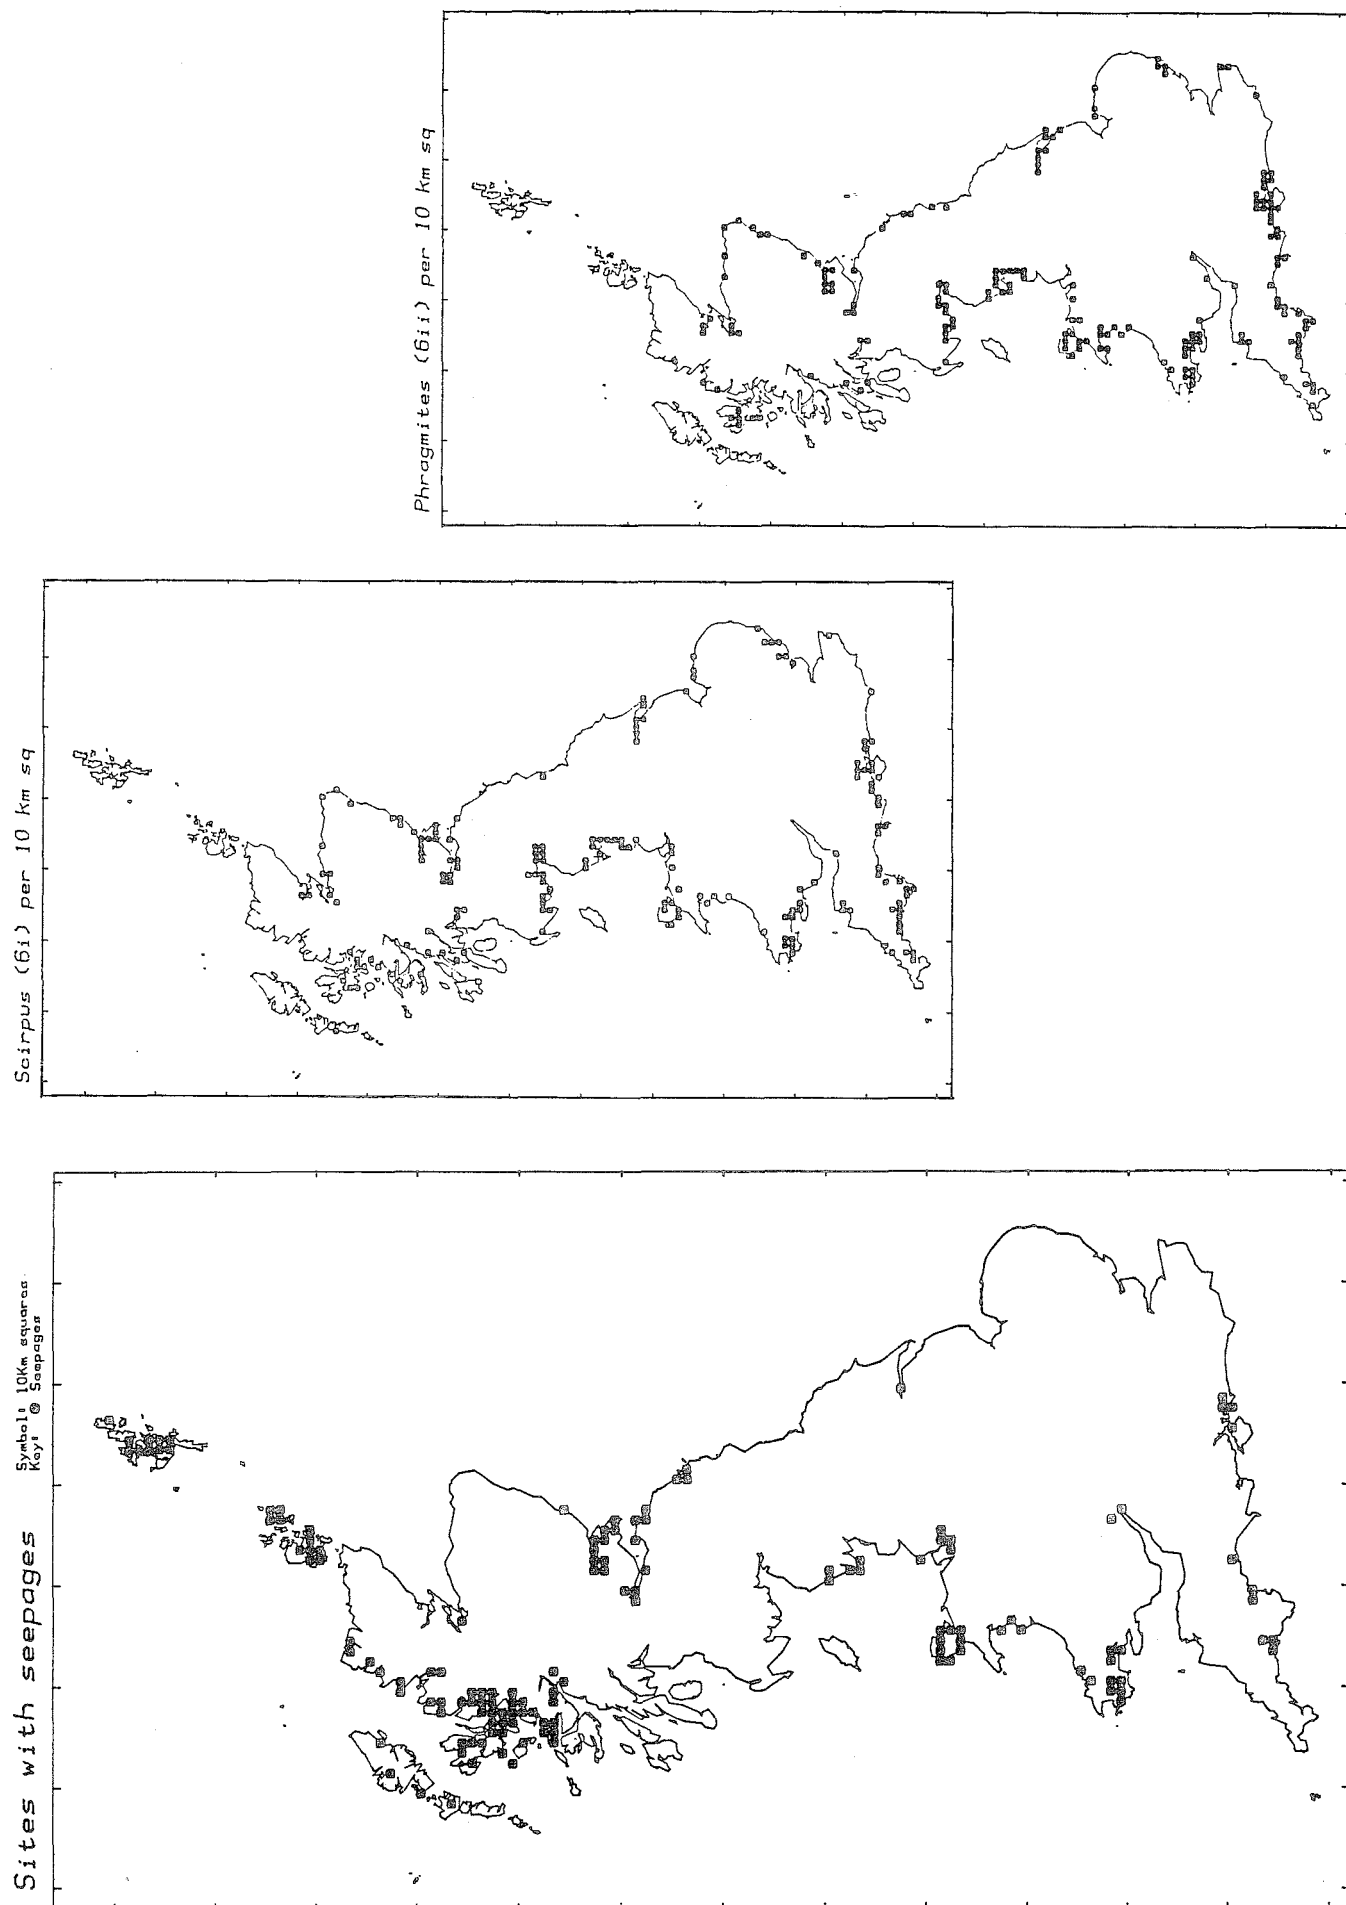 Phragmites (6ii) per 10 km sq
Scirpus (6i) per 10 km sq
Sites with seepages
Symbol: 10Km squares
Key: Seepages